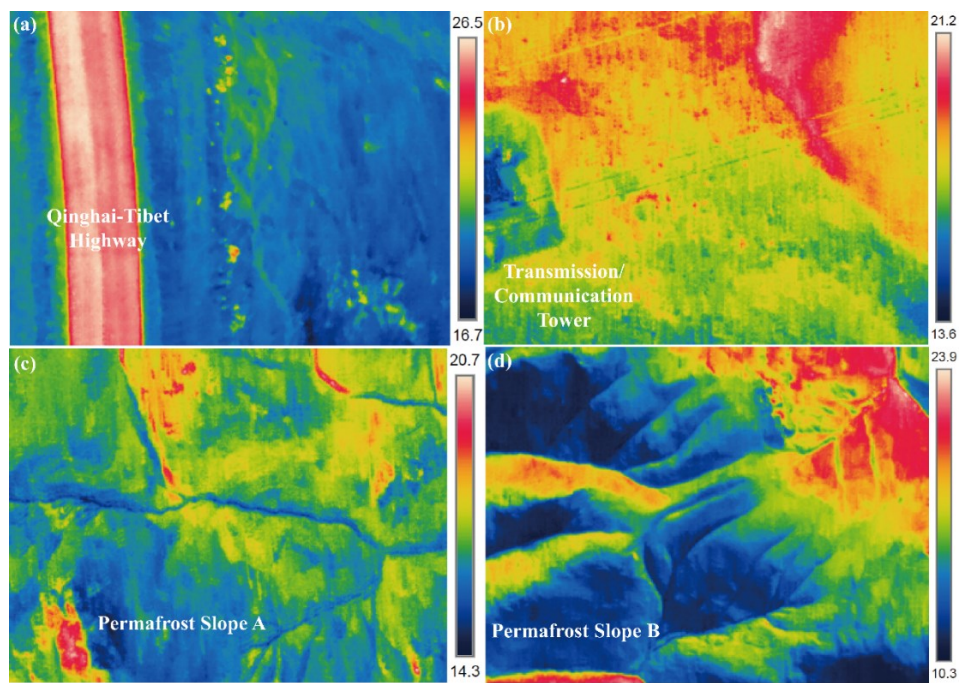 (a)
26.5
Qinghai-Tibet
Highway
16.7
(b)
21.2
Transmission/
Communication
Tower
13.6
(c)
20.7
Permafrost Slope A
14.3
(d)
23.9
Permafrost Slope B
10.3